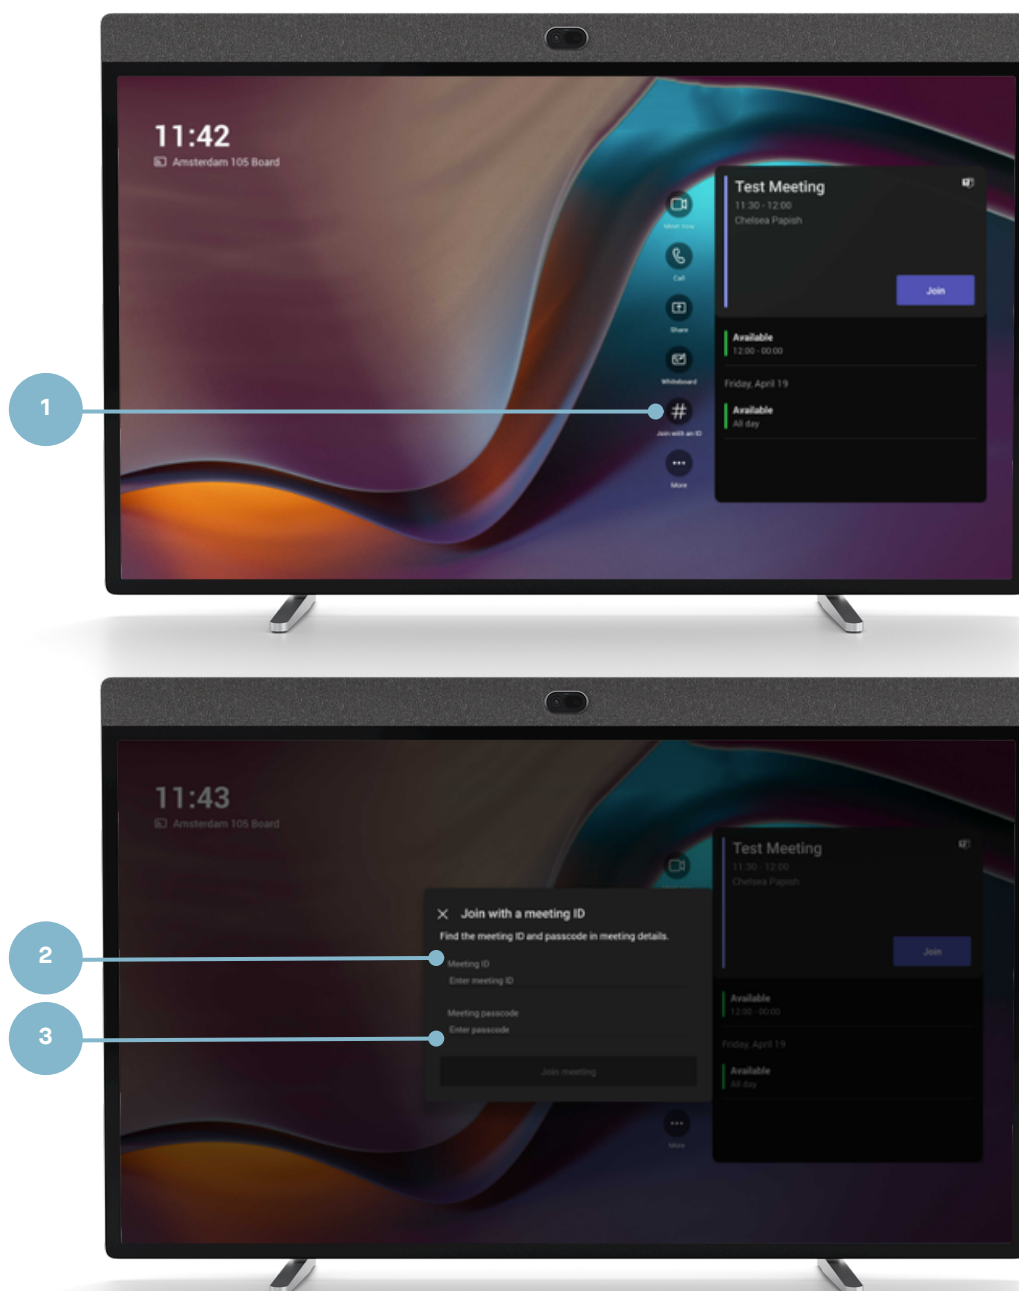 11:42
Amsterdam 105 Board
Meet now
Call
Share
Whiteboard
Join with an ID
More
Test Meeting
11:30 - 12:00
Chelsea Papish
Join
Available
12:00 - 00:00
Friday, April 19
Available
All day
1
11:43
Amsterdam 105 Board
Join with a meeting ID
Find the meeting ID and passcode in meeting details.
Meeting ID
Enter meeting ID
Meeting passcode
Enter passcode
Join meeting
More
Test Meeting
11:30 - 12:00
Chelsea Papish
Join
Available
12:00 - 00:00
Friday, April 19
Available
All day
2
3